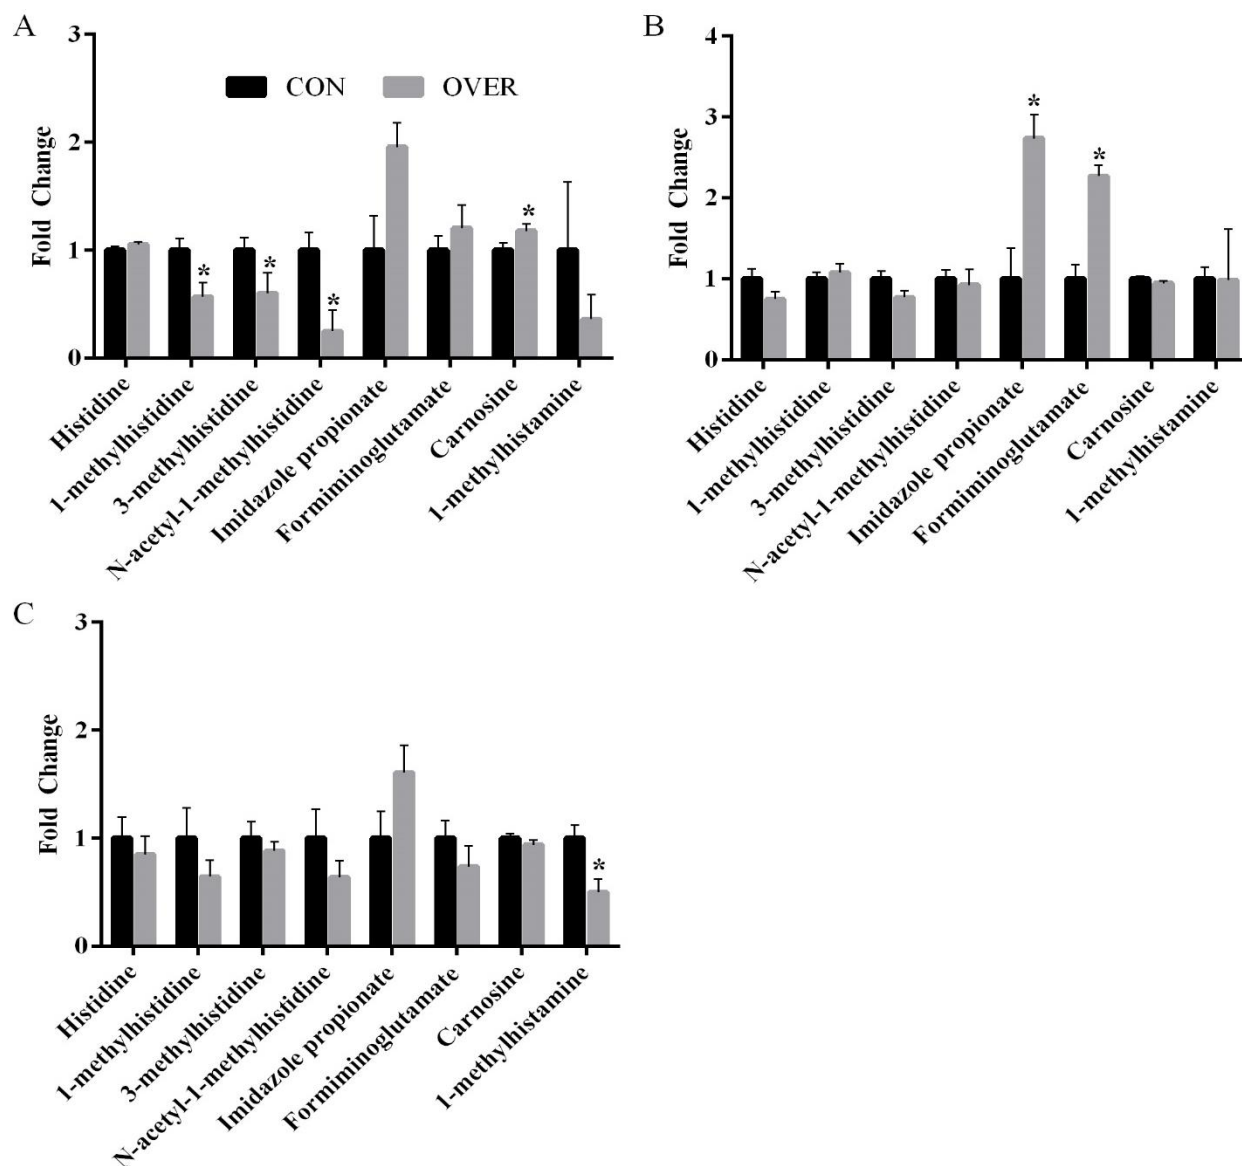 A
3
2
1
0
Fold Change
CON
OVER
*
*
*
*
Histidine
1-methylhistidine
3-methylhistidine
N-acetyl-1-methylhistidine
Imidazole propionate
Formiminoglutamate
Carnosine
1-methylhistamine
B
4
3
2
1
0
Fold Change
*
*
Histidine
1-methylhistidine
3-methylhistidine
N-acetyl-1-methylhistidine
Imidazole propionate
Formiminoglutamate
Carnosine
1-methylhistamine
C
3
2
1
0
Fold Change
*
Histidine
1-methylhistidine
3-methylhistidine
N-acetyl-1-methylhistidine
Imidazole propionate
Formiminoglutamate
Carnosine
1-methylhistamine